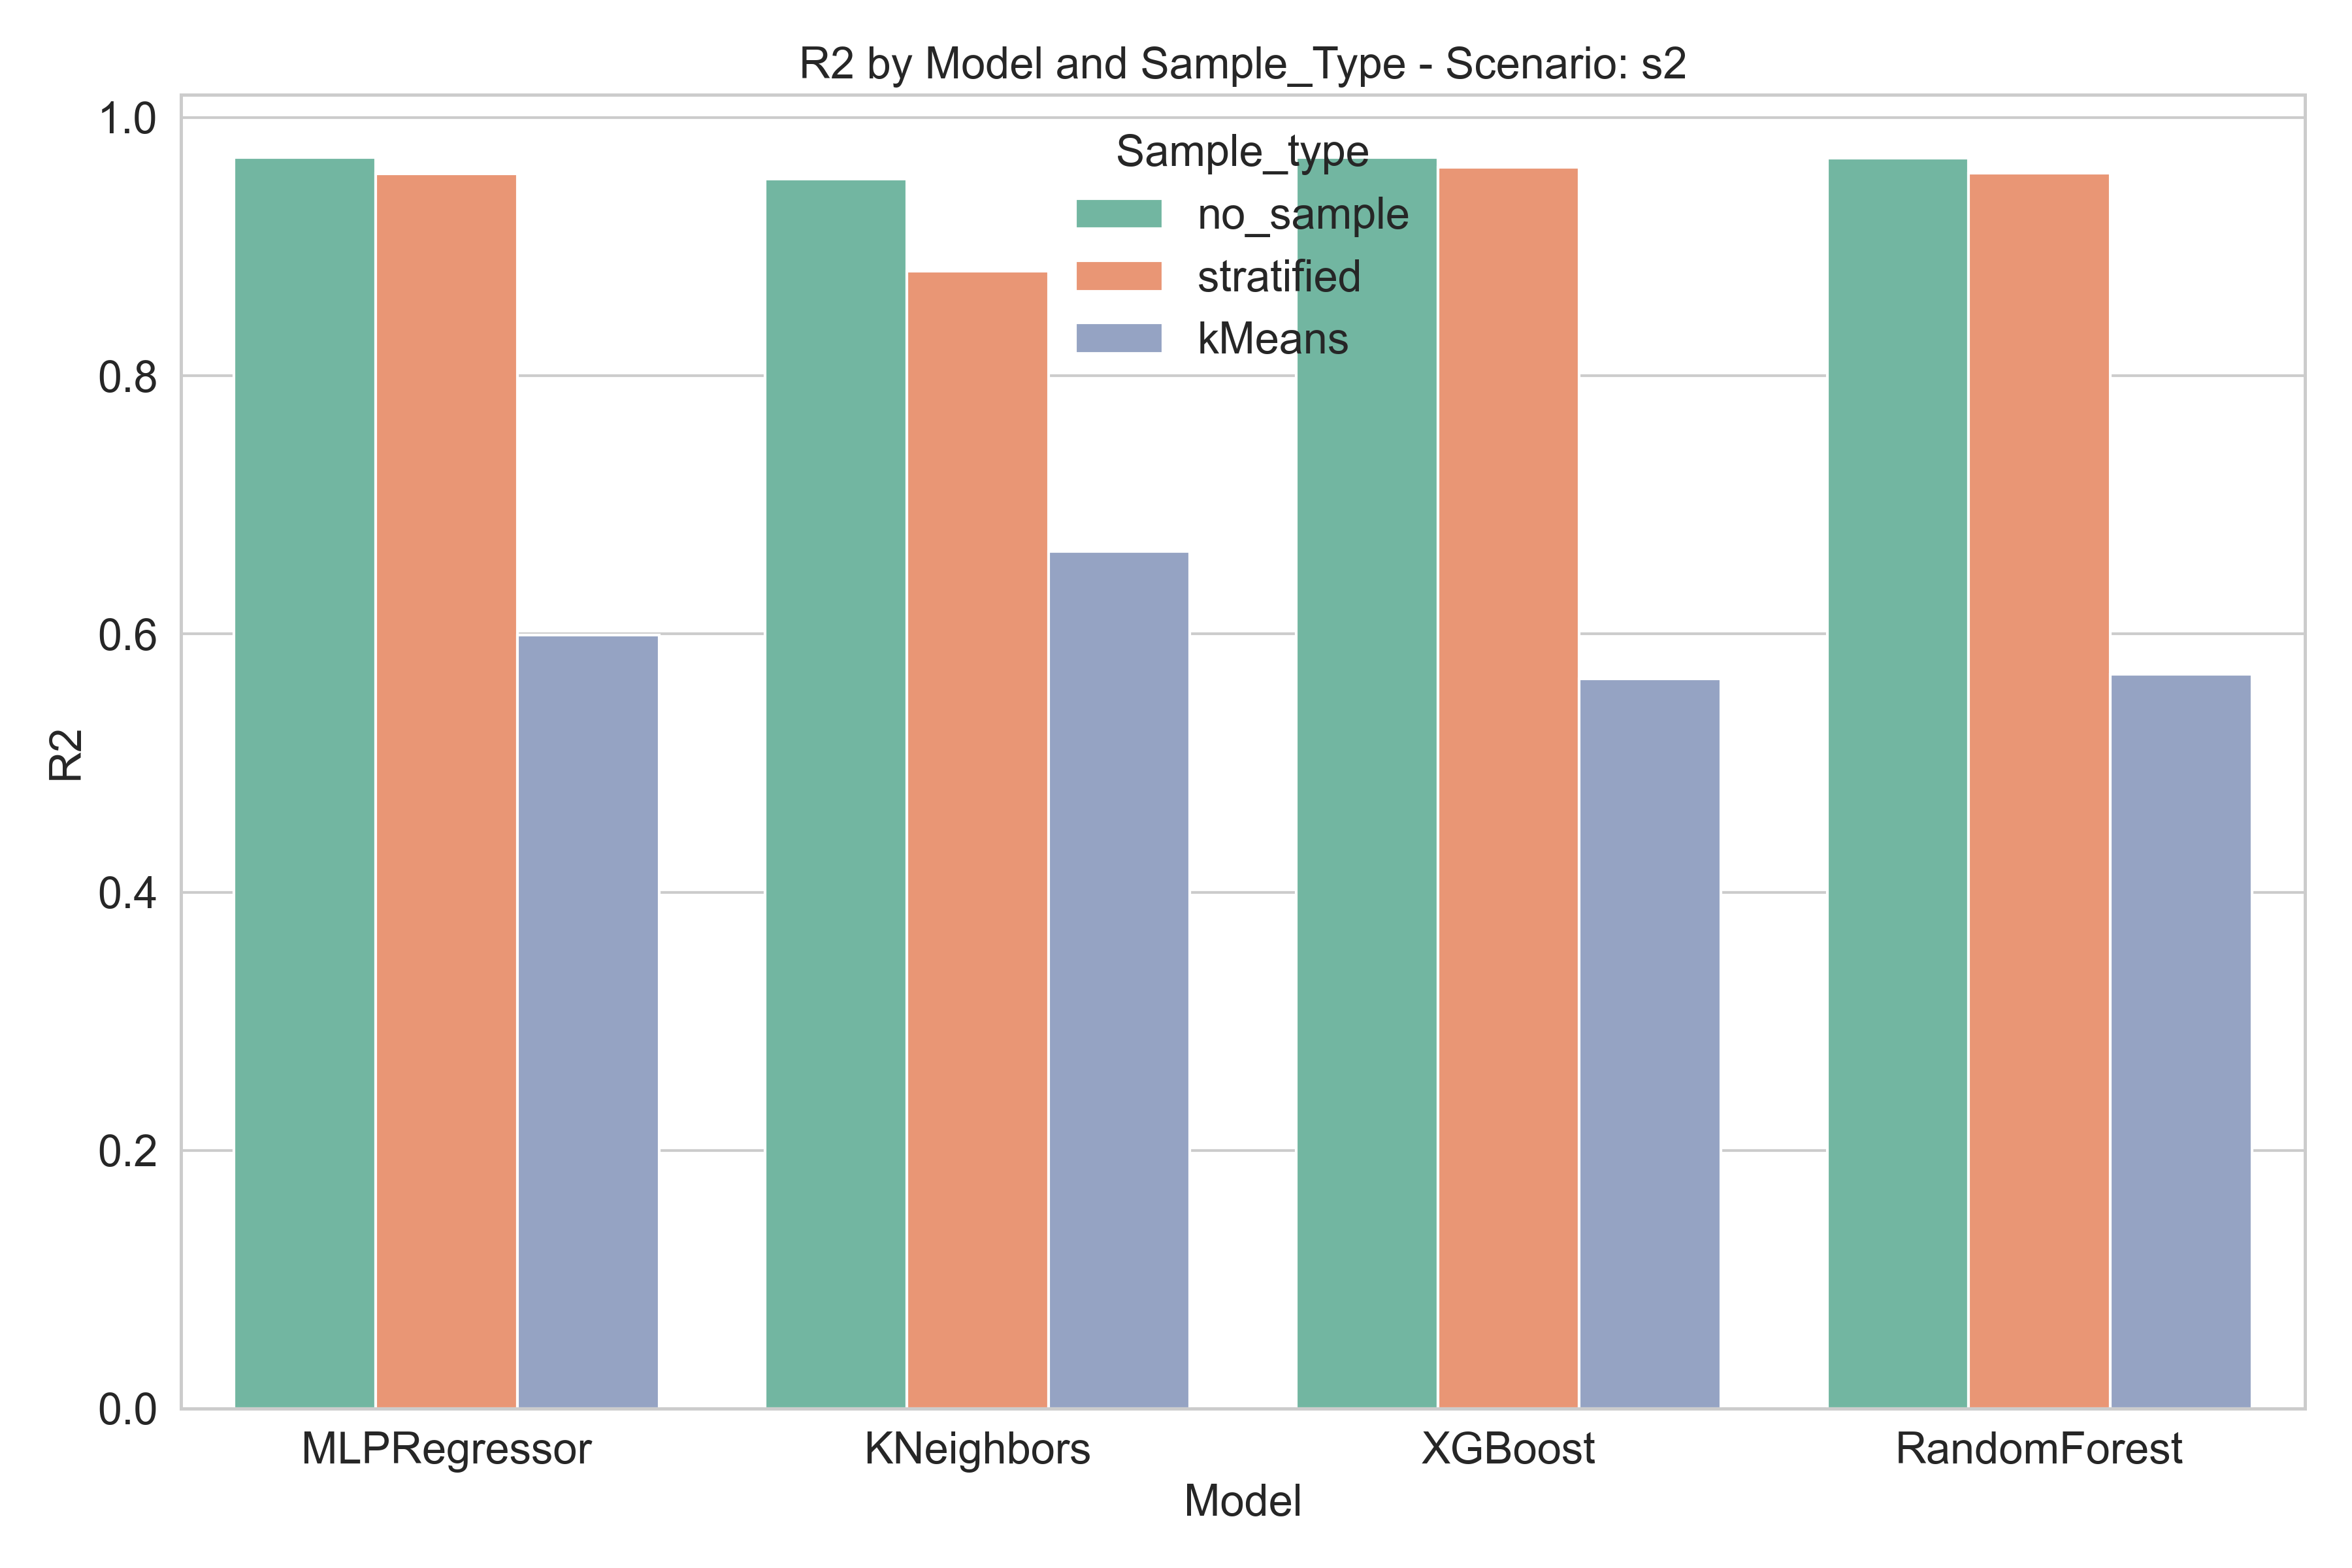 R2 by Model and Sample_Type - Scenario: s2
1.0
0.8
0.6
0.4
0.2
0.0
R2
Sample_type
no_sample
stratified
kMeans
MLPRegressor
KNeighbors
XGBoost
RandomForest
Model